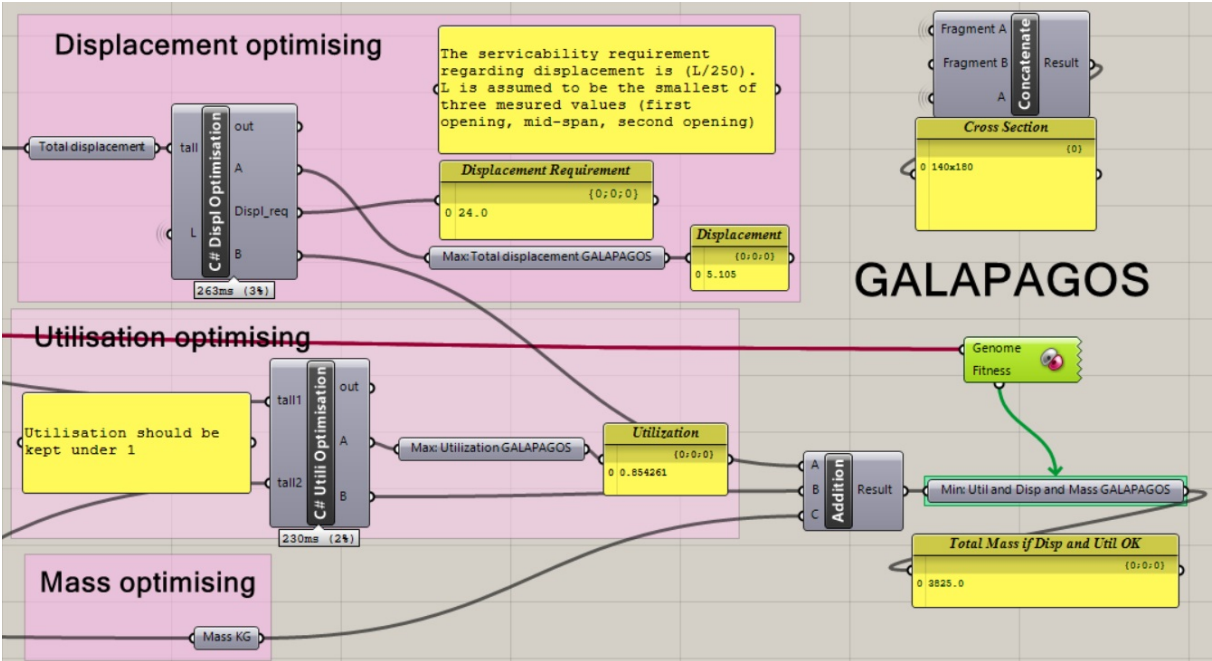 Displacement optimising
The servicability requirement
regarding displacement is (L/250).
L is assumed to be the smallest of
three mesured values (first
opening, mid-span, second opening)
Total displacement
tall
L
C# Displ Optimisation
out
A
Displ_req
B
263ms (3%)
Displacement Requirement
{0;0;0}
0 24.0
Max:Total displacement GALAPAGOS
Displacement
{0;0;0}
0 5.105
Fragment A
Fragment B
A
Concatenate
Result
Cross Section
{0}
0 140x180
GALAPAGOS
Genome
Fitness
Utilisation optimising
Utilisation should be
kept under 1
tall1
tall2
C# Utili Optimisation
out
A
B
230ms (2%)
Max: Utilization GALAPAGOS
Utilization
{0;0;0}
0 0.854261
A
B
C
Addition
Result
Min: Util and Disp and Mass GALAPAGOS
Total Mass if Disp and Util OK
{0;0;0}
0 3825.0
Mass optimising
Mass KG